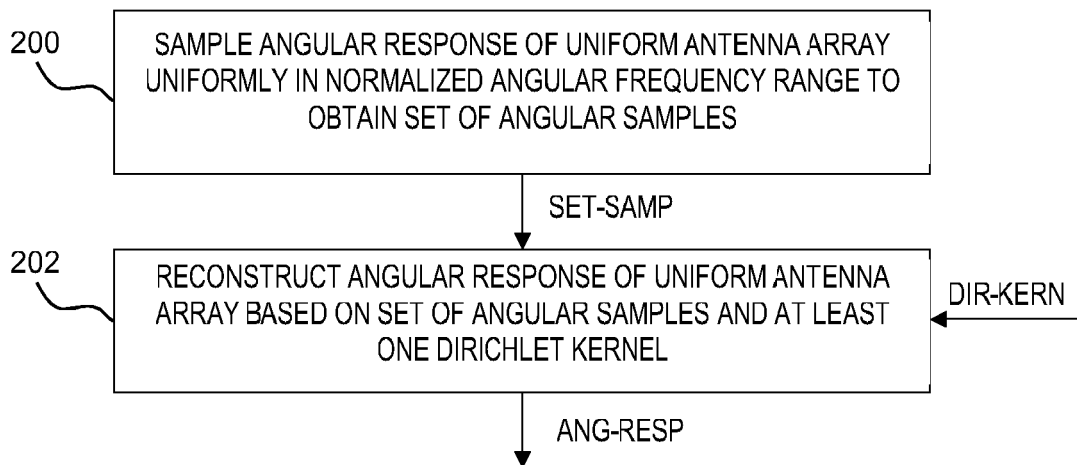 200
SAMPLE ANGULAR RESPONSE OF UNIFORM ANTENNA ARRAY
UNIFORMLY IN NORMALIZED ANGULAR FREQUENCY RANGE TO
OBTAIN SET OF ANGULAR SAMPLES
SET-SAMP
202
RECONSTRUCT ANGULAR RESPONSE OF UNIFORM ANTENNA
ARRAY BASED ON SET OF ANGULAR SAMPLES AND AT LEAST
ONE DIRICHLET KERNEL
DIR-KERN
ANG-RESP